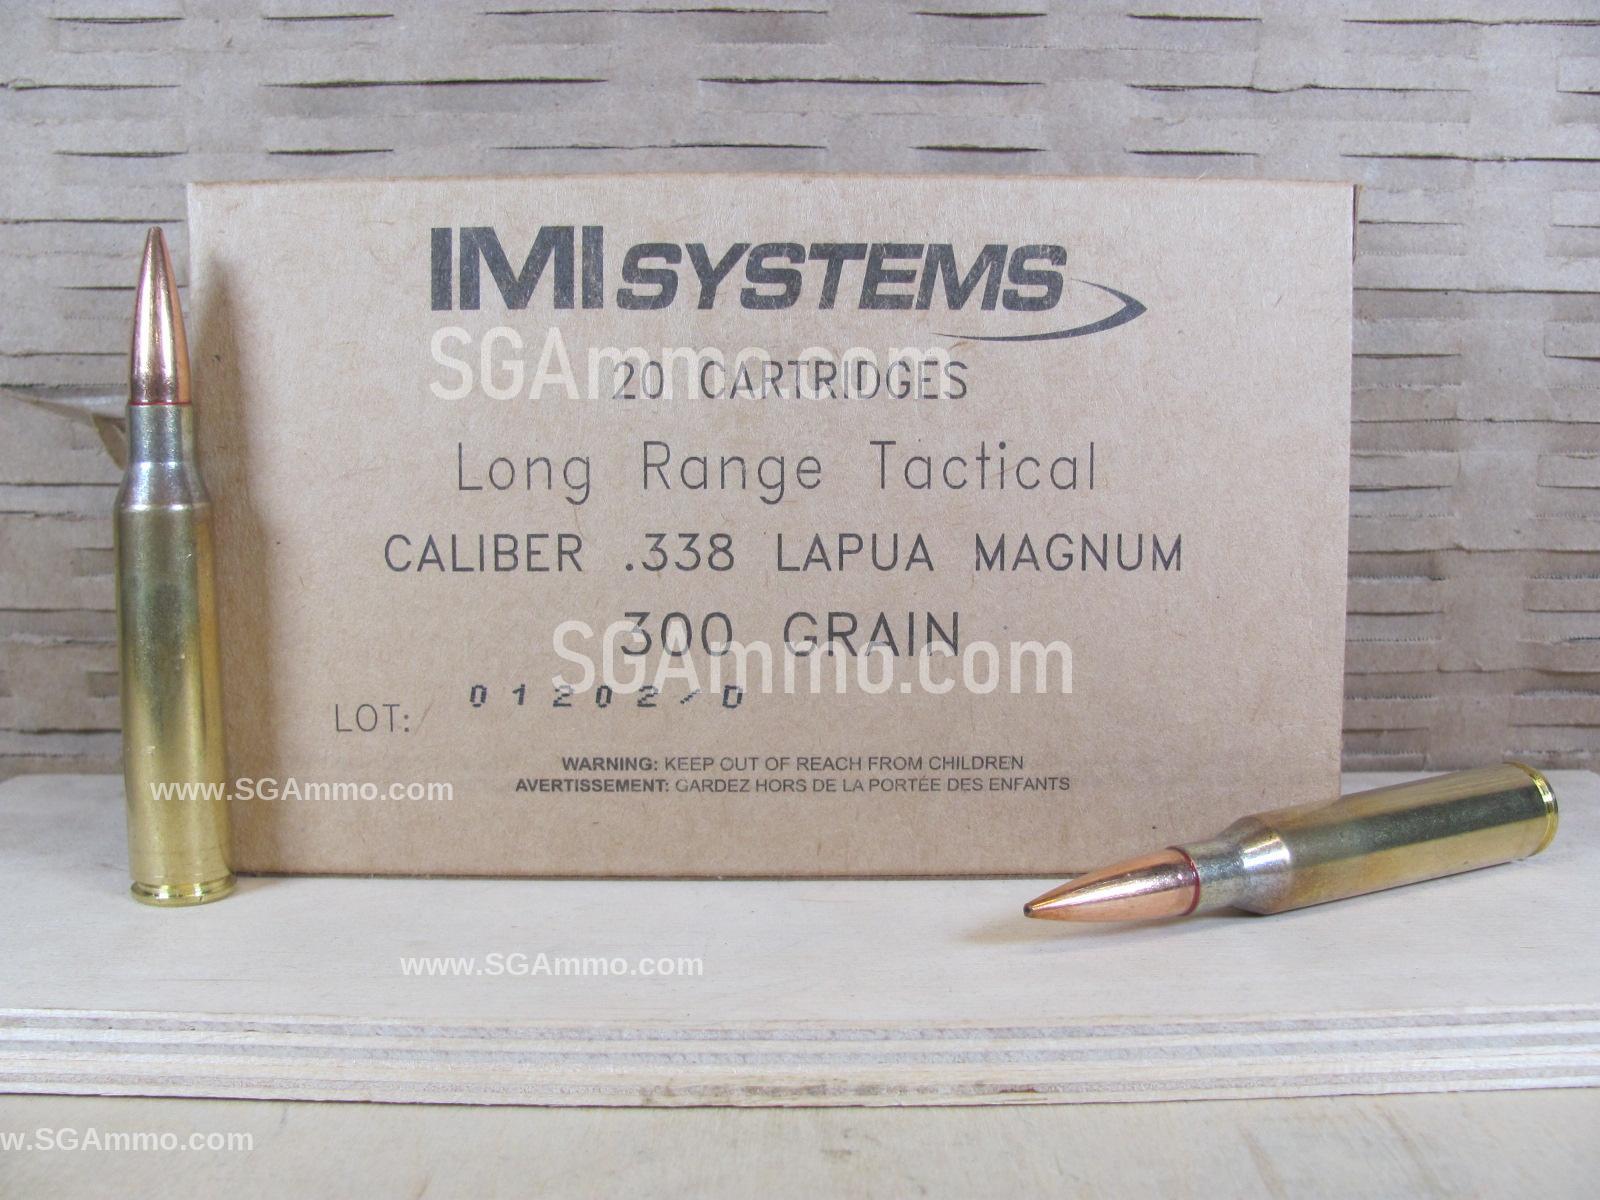 IMI SYSTEMS
SGAmmo.com
20 CARTRIDGES
Long Range Tactical
CALIBER .338 LAPUA MAGNUM
300 GRAIN
SGAmmo.com
LOT: 01202/D
WARNING: KEEP OUT OF REACH FROM CHILDREN
AVERTISSEMENT: GARDEZ HORS DE LA PORTÉE DES ENFANTS
www.SGAmmo.com
www.SGAmmo.com
w.SGAmmo.com